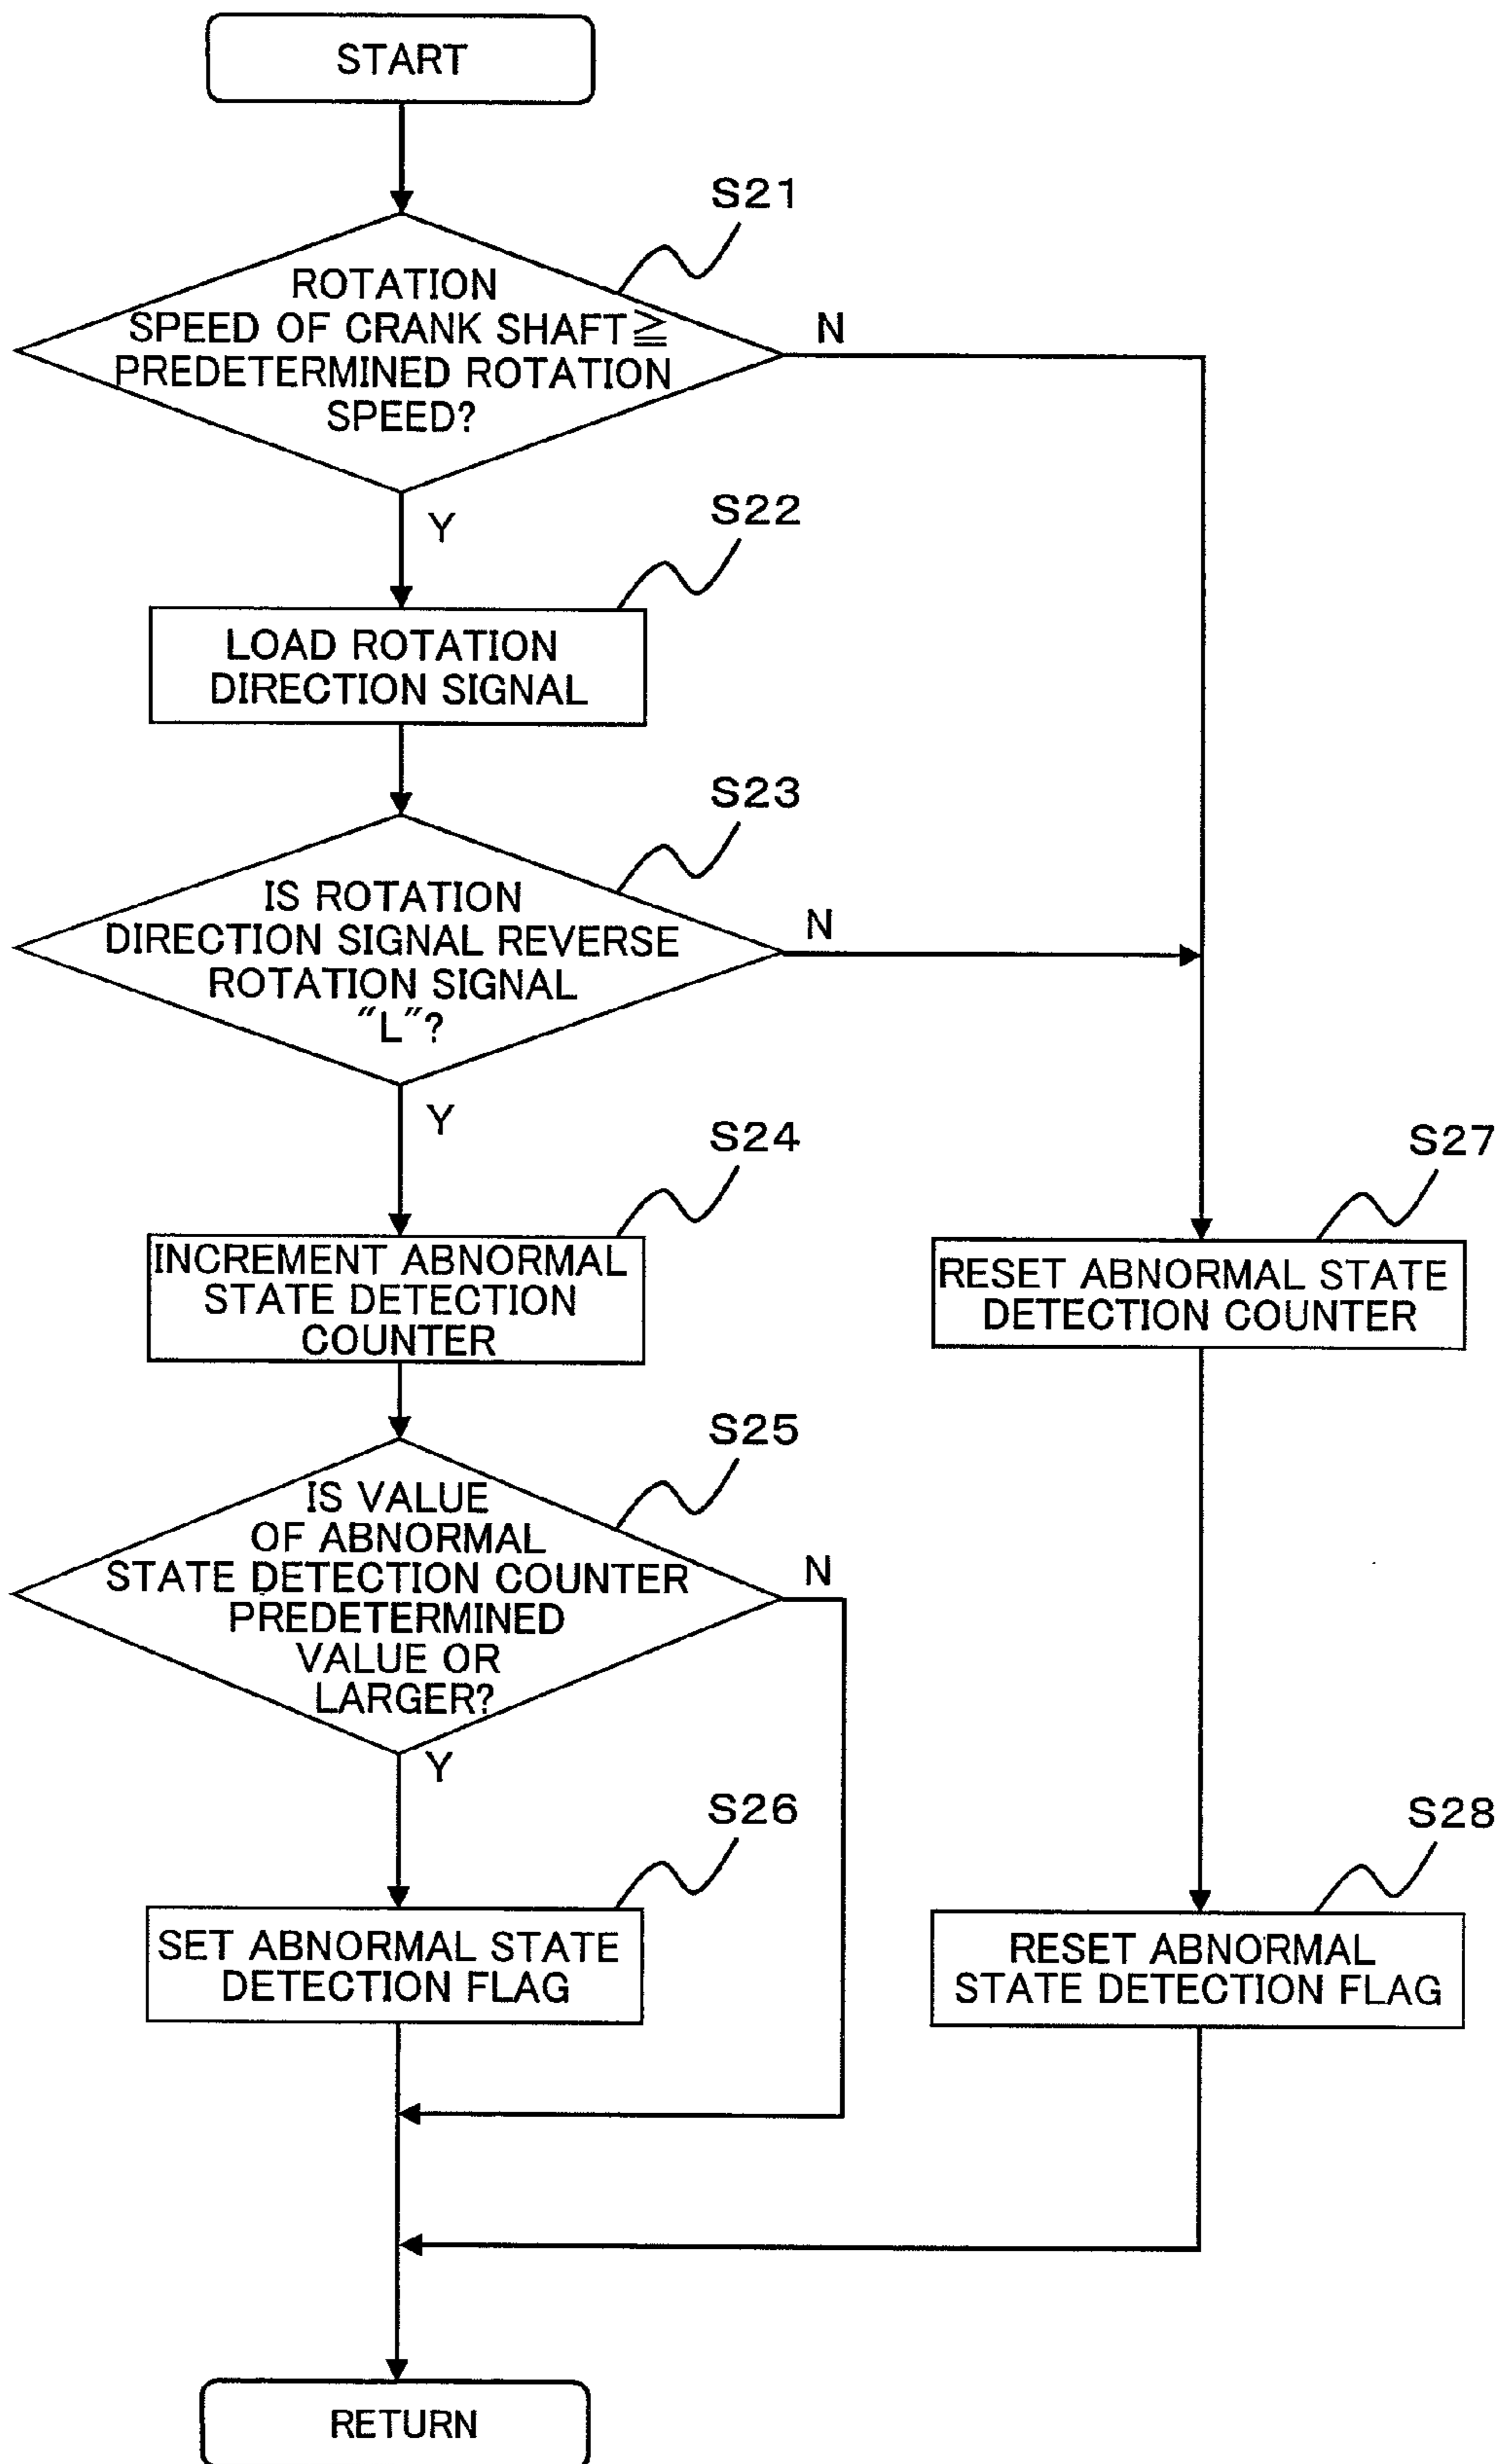 START
S21
ROTATION
SPEED OF CRANK SHAFT≧
PREDETERMINED ROTATION
SPEED?
N
Y
S22
LOAD ROTATION
DIRECTION SIGNAL
S23
IS ROTATION
DIRECTION SIGNAL REVERSE
ROTATION SIGNAL
"L"?
N
Y
S24
INCREMENT ABNORMAL
STATE DETECTION
COUNTER
S27
RESET ABNORMAL STATE
DETECTION COUNTER
S25
IS VALUE
OF ABNORMAL
STATE DETECTION COUNTER
PREDETERMINED
VALUE OR
LARGER?
N
Y
S26
SET ABNORMAL STATE
DETECTION FLAG
S28
RESET ABNORMAL
STATE DETECTION FLAG
RETURN